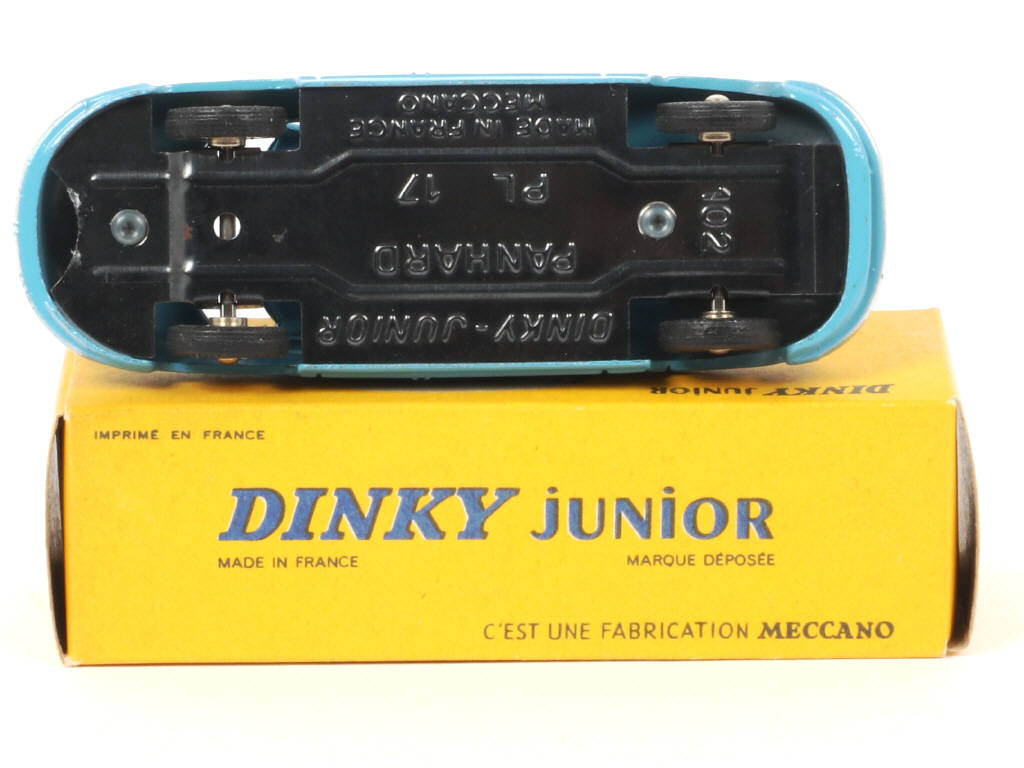 MADE IN FRANCE
MECCANO
PL 17
102
PANHARD
DINKY-JUNIOR
DINKY JUNIOR
IMPRIMÉ EN FRANCE
DINKY JUNIOR
MADE IN FRANCE
MARQUE DÉPOSÉE
C'EST UNE FABRICATION MECCANO